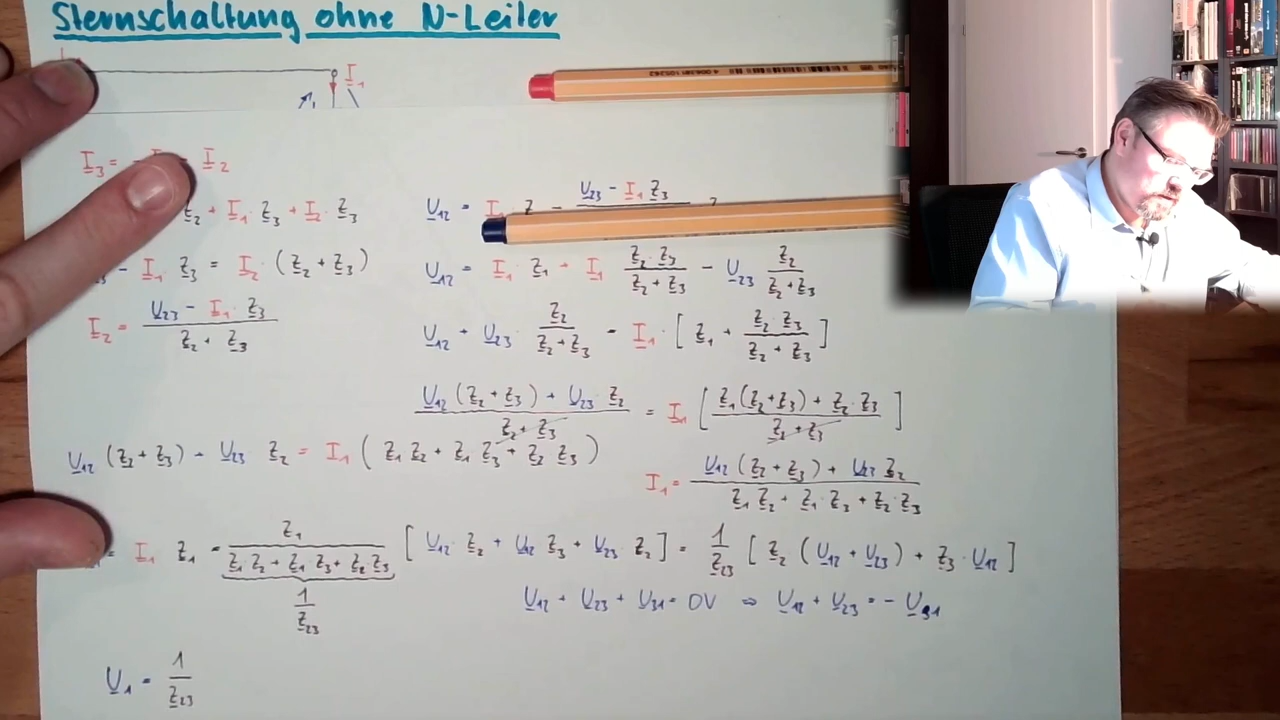 Sternschaltung ohne N-Leiter
I₁
I₃ = I₂
Z₂ + I₁ · Z₃ + I₂ · Z₃
U₁₂ = I Z - U₂₃ - I₁ Z₃
- I₁ · Z₃ = I₂ · (Z₂ + Z₃)
U₁₂ = I₁ · Z₁ + I₁ (Z₂ · Z₃)/(Z₂ + Z₃) - U₂₃ Z₂/(Z₂ + Z₃)
I₂ = (U₂₃ - I₁ · Z₃)/(Z₂ + Z₃)
U₁₂ + U₂₃ · Z₂/(Z₂ + Z₃) = I₁ · [Z₁ + (Z₂ · Z₃)/(Z₂ + Z₃)]
(U₁₂ (Z₂ + Z₃) + U₂₃ · Z₂)/(Z₂ + Z₃) = I₁ [(Z₁(Z₂ + Z₃) + Z₂ · Z₃)/(Z₂ + Z₃)]
U₁₂ (Z₂ + Z₃) + U₂₃ Z₂ = I₁ (Z₁ Z₂ + Z₁ Z₃ + Z₂ Z₃)
I₁ = (U₁₂ (Z₂ + Z₃) + U₂₃ Z₂)/(Z₁ Z₂ + Z₁ · Z₃ + Z₂ · Z₃)
= I₁ Z₁ = Z₁/(Z₁ Z₂ + Z₁ · Z₃ + Z₂ Z₃) [U₁₂ · Z₂ + U₁₂ Z₃ + U₂₃ · Z₂] = 1/Z₂₃ [Z₂ (U₁₂ + U₂₃) + Z₃ · U₁₂]
1/Z₂₃
U₁₂ + U₂₃ + U₃₁ = 0V ⇒ U₁₂ + U₂₃ = - U₃₁
U₁ = 1/Z₂₃